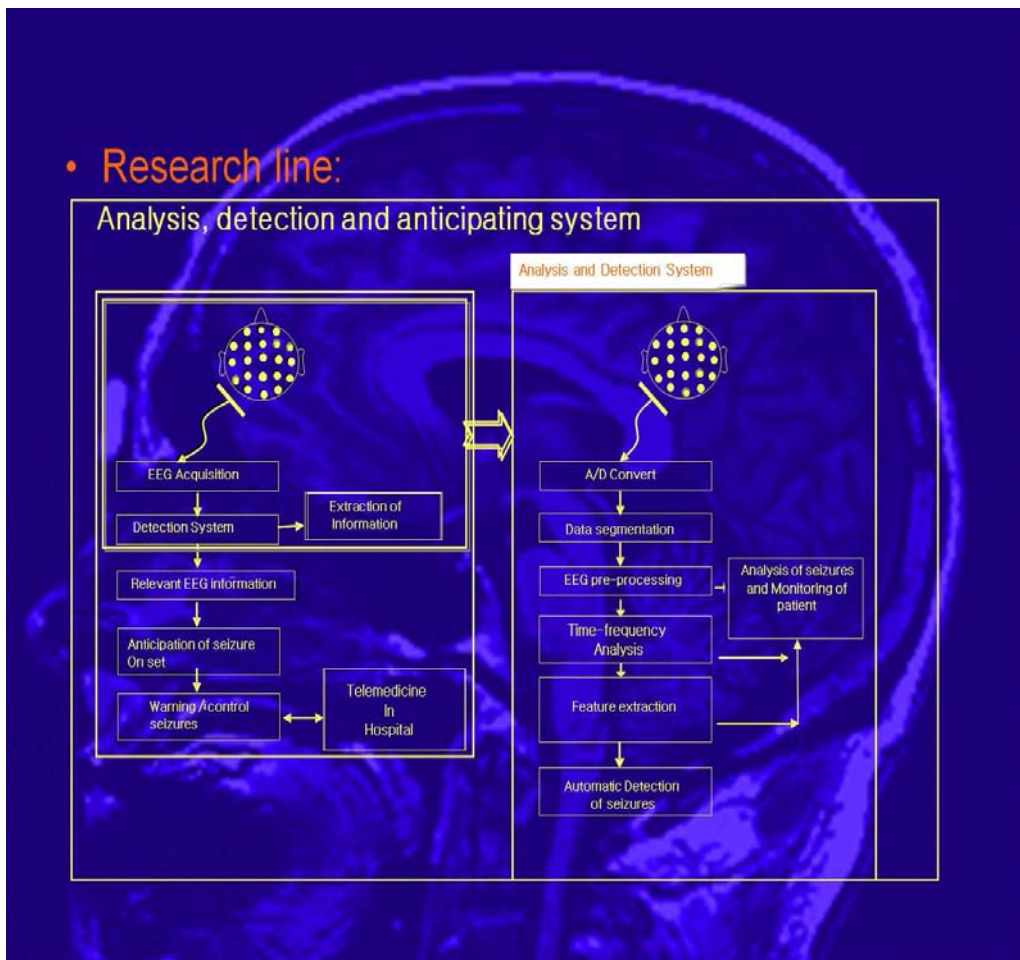 • Research line:
Analysis, detection and anticipating system
Analysis and Detection System
EEG Acquisition
Detection System
Extraction of
Information
Relevant EEG information
Anticipation of seizure
On set
Warning /control
seizures
Telemedicine
In
Hospital
A/D Convert
Data segmentation
EEG pre-processing
Analysis of seizures
and Monitoring of
patient
Time-frequency
Analysis
Feature extraction
Automatic Detection
of seizures